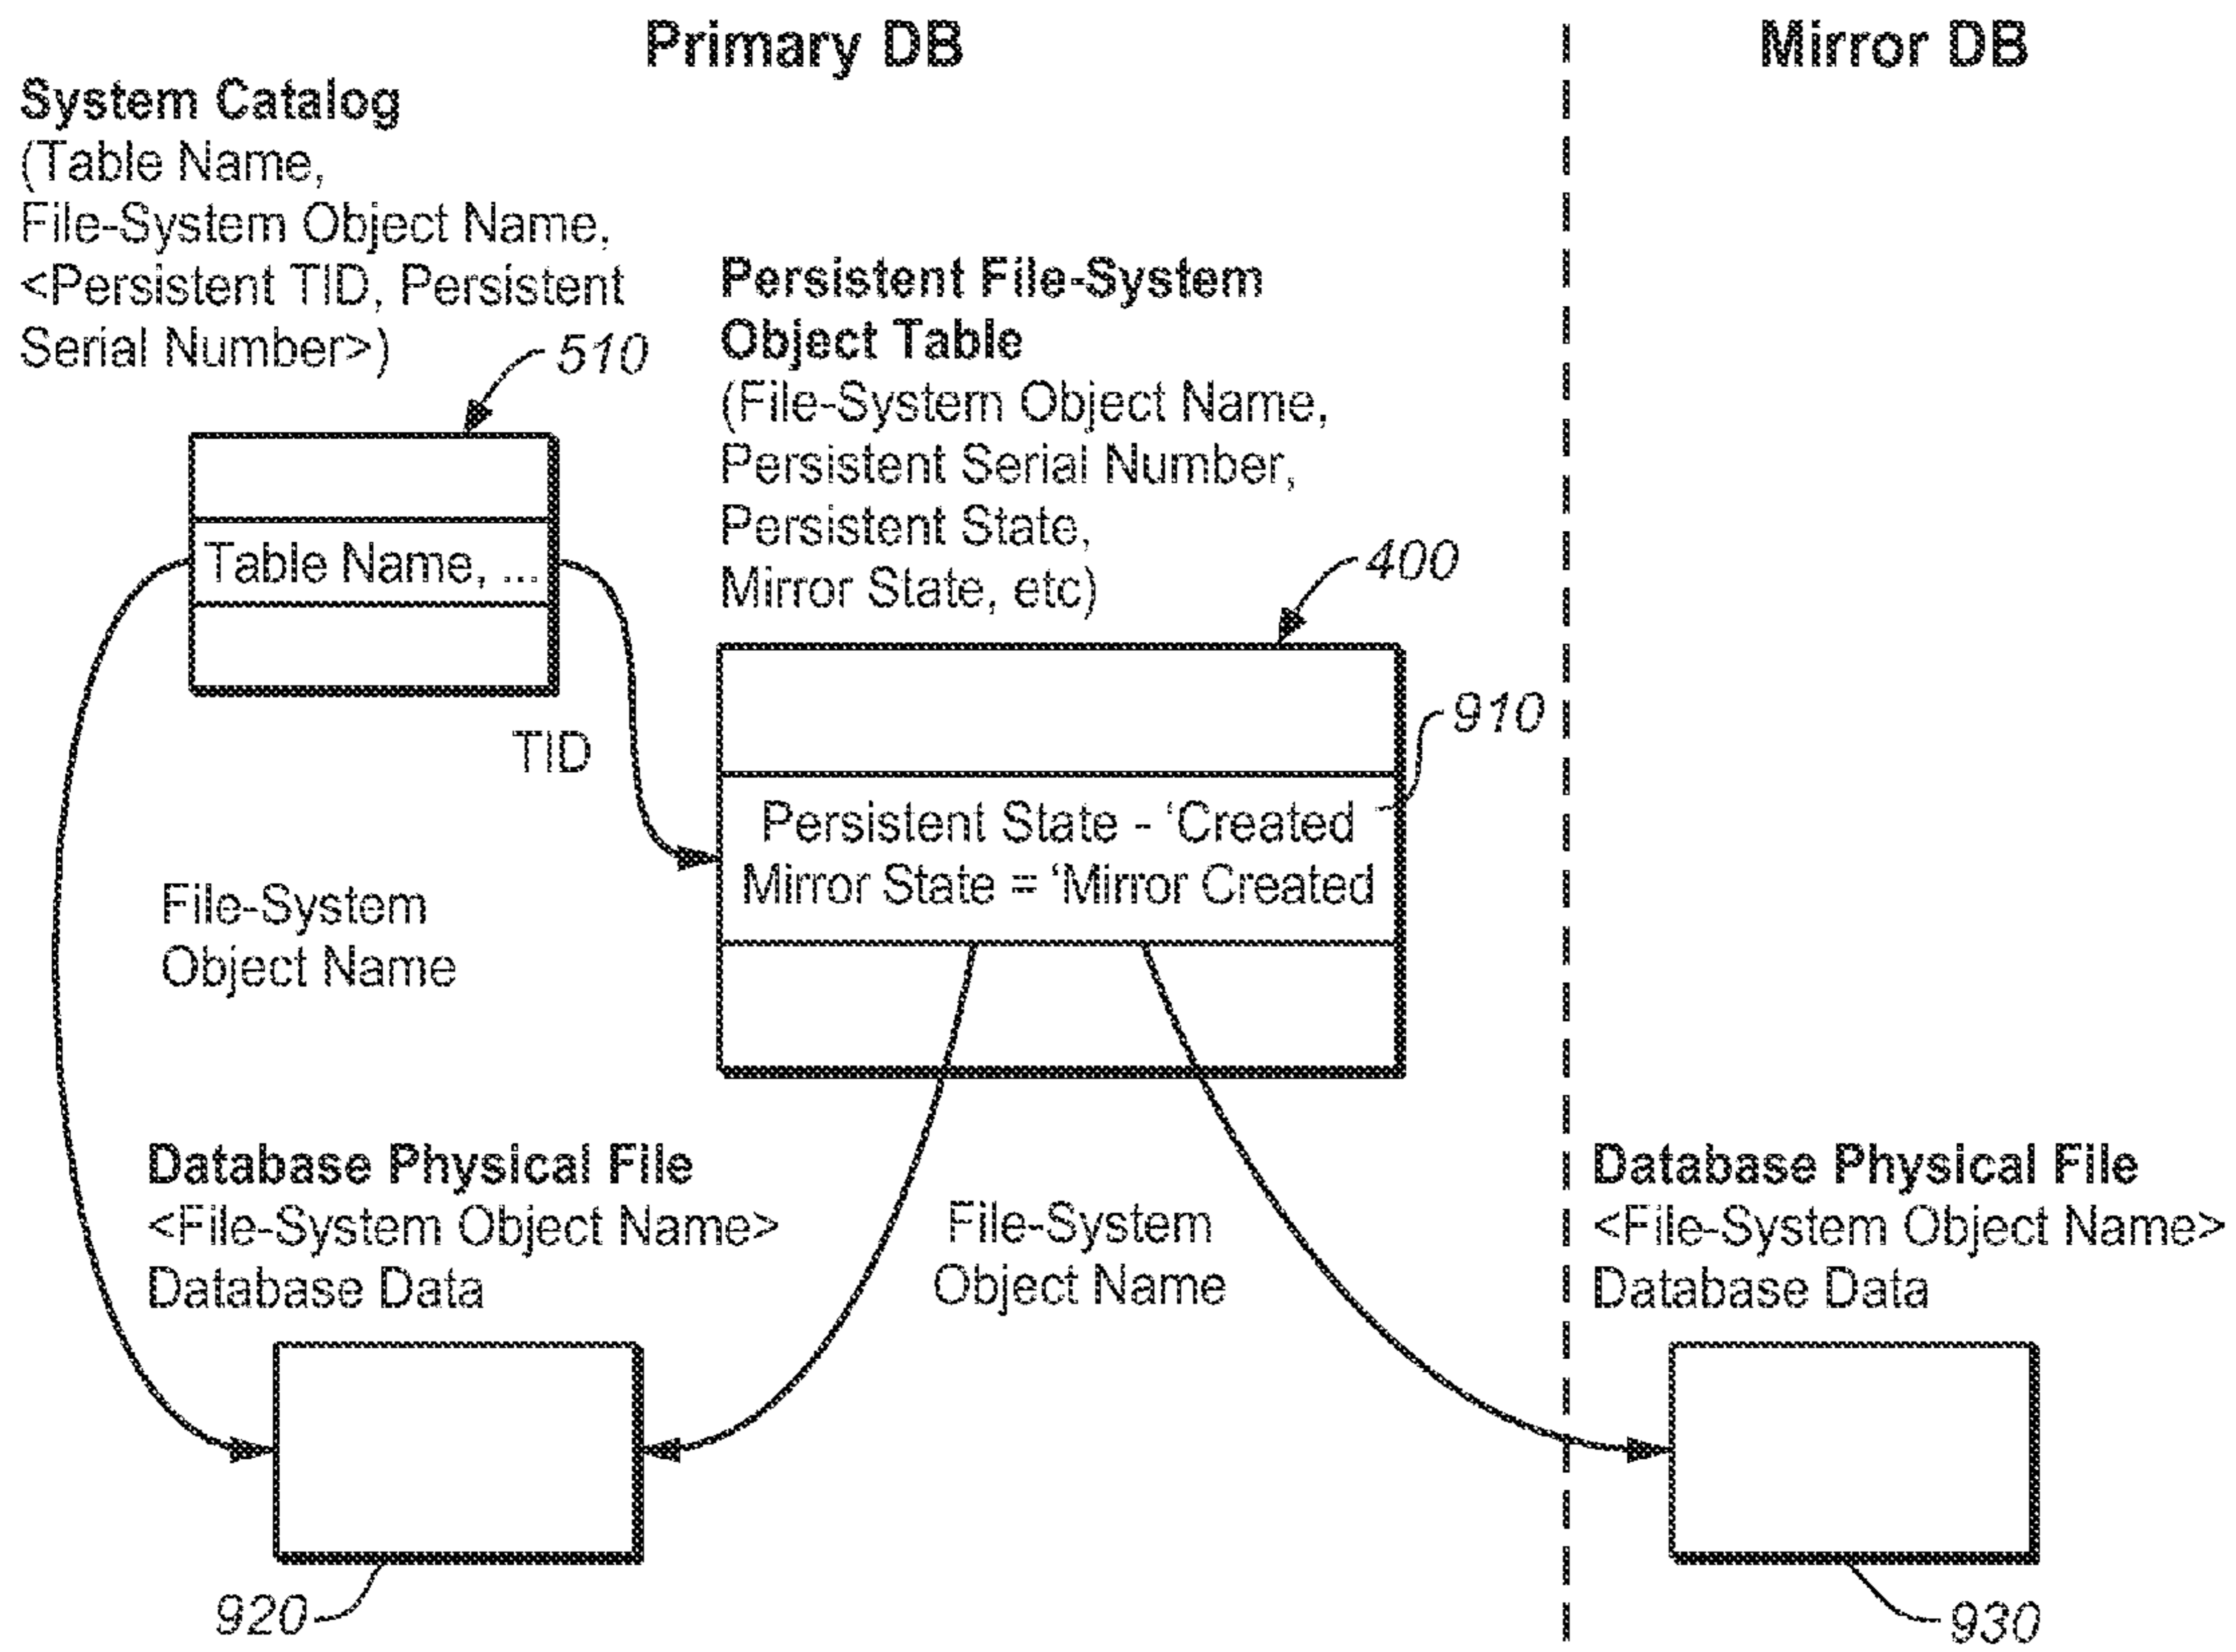 Primary DB
Mirror DB
System Catalog
(Table Name,
File-System Object Name,
<Persistent TID, Persistent
Serial Number>)
510
Persistent File-System
Object Table
(File-System Object Name,
Persistent Serial Number,
Persistent State,
Mirror State, etc)
400
Table Name, ...
TID
910
Persistent State - ‘Created
Mirror State = ‘Mirror Created
File-System
Object Name
Database Physical File
<File-System Object Name>
Database Data
File-System
Object Name
Database Physical File
<File-System Object Name>
Database Data
920
930